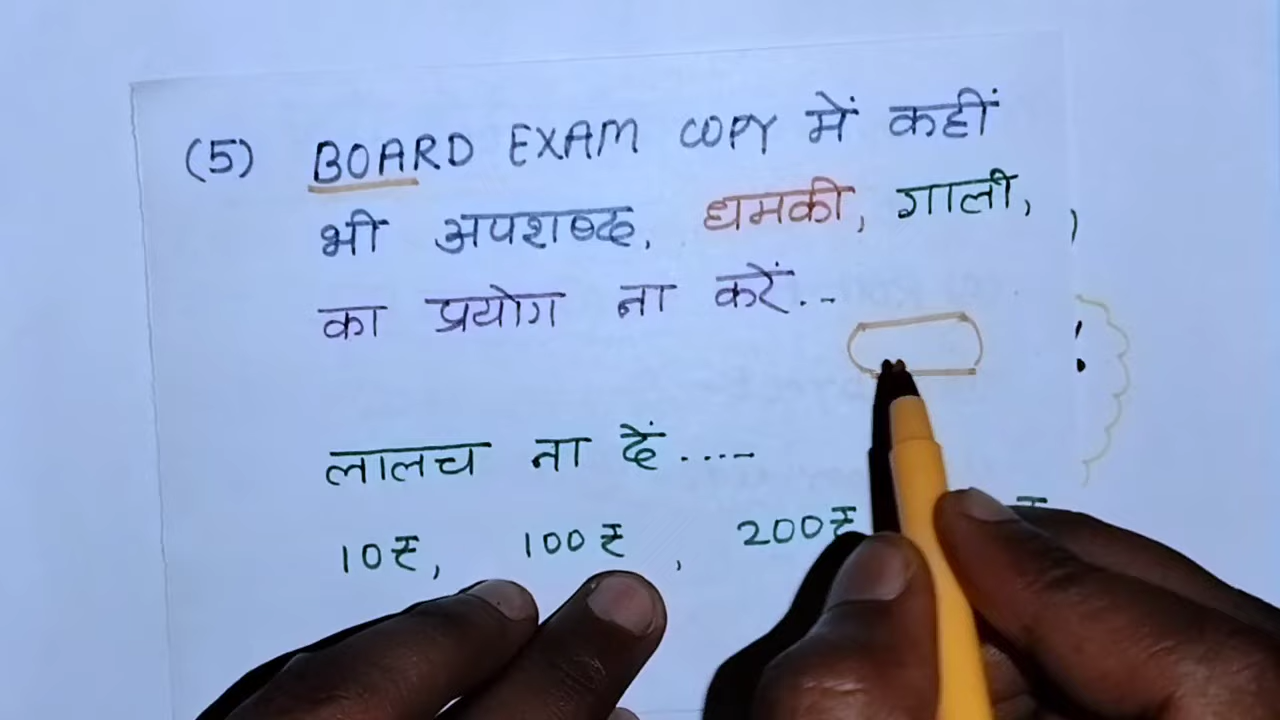 (5) BOARD EXAM COPY में कहीं
भी अपशब्द, धमकी, गाली,
का प्रयोग ना करें..
लालच ना दें.....
10₹, 100₹, 200₹